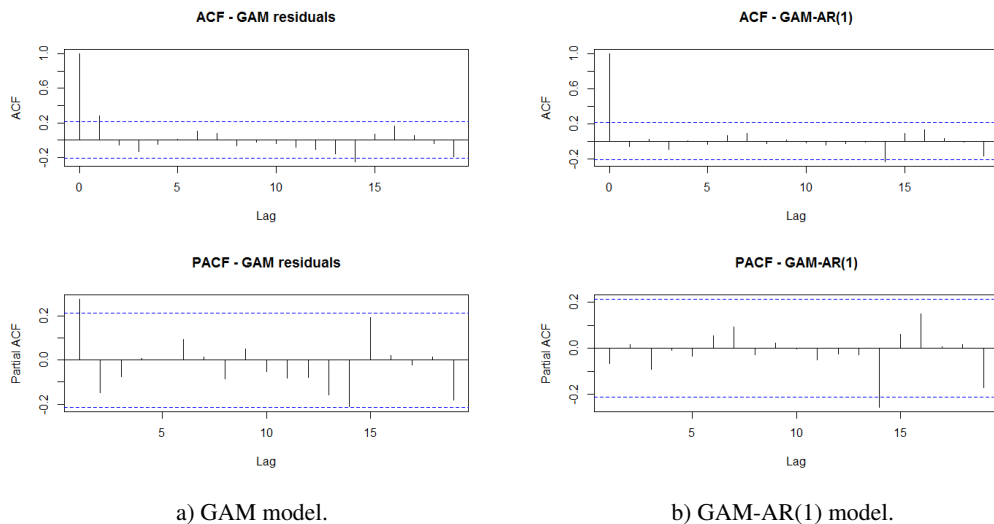 ACF - GAM residuals
ACF
1.0
0.6
0.2
-0.2
0 5 10 15
Lag
PACF - GAM residuals
Partial ACF
0.2
0.0
-0.2
5 10 15
Lag
a) GAM model.
ACF - GAM-AR(1)
ACF
1.0
0.6
0.2
-0.2
0 5 10 15
Lag
PACF - GAM-AR(1)
Partial ACF
0.2
0.0
-0.2
5 10 15
Lag
b) GAM-AR(1) model.